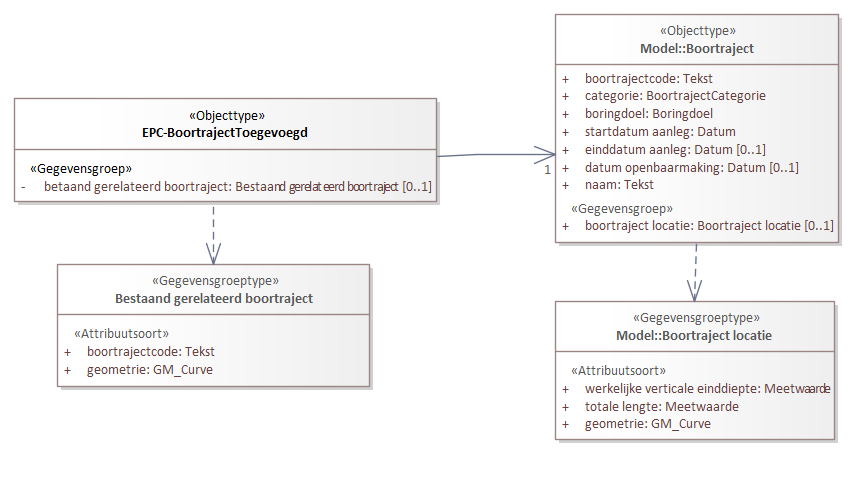 «Objecttype»
EPC-BoortrajectToegevoegd
«Gegevensgroep»
- betaand gerelateerd boortraject: Bestaand gerelateerd boortraject [0..1]
1
«Objecttype»
Model::Boortraject
+ boortrajectcode: Tekst
+ categorie: BoortrajectCategorie
+ boringdoel: Boringdoel
+ startdatum aanleg: Datum
+ einddatum aanleg: Datum [0..1]
+ datum openbaarmaking: Datum [0..1]
+ naam: Tekst
«Gegevensgroep»
+ boortraject locatie: Boortraject locatie [0..1]
«Gegevensgroeptype»
Bestaand gerelateerd boortraject
«Attribuutsoort»
+ boortrajectcode: Tekst
+ geometrie: GM_Curve
«Gegevensgroeptype»
Model::Boortraject locatie
«Attribuutsoort»
+ werkelijke verticale einddiepte: Meetwaarde
+ totale lengte: Meetwaarde
+ geometrie: GM_Curve